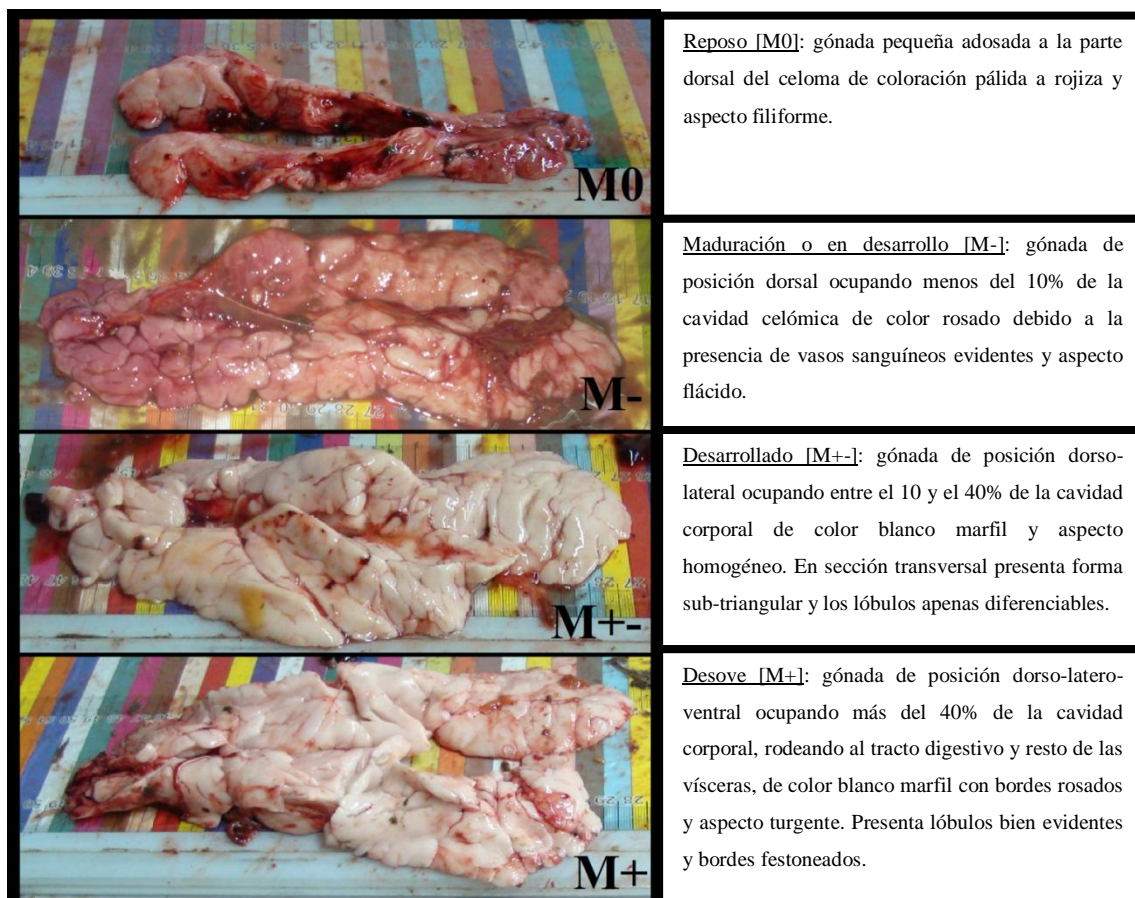 M0
Reposo [M0]: gónada pequeña adosada a la parte
dorsal del celoma de coloración pálida a rojiza y
aspecto filiforme.
M-
Maduración o en desarrollo [M-]: gónada de
posición dorsal ocupando menos del 10% de la
cavidad celómica de color rosado debido a la
presencia de vasos sanguíneos evidentes y aspecto
flácido.
M+-
Desarrollado [M+-]: gónada de posición dorso-
lateral ocupando entre el 10 y el 40% de la cavidad
corporal de color blanco marfil y aspecto
homogéneo. En sección transversal presenta forma
sub-triangular y los lóbulos apenas diferenciables.
M+
Desove [M+]: gónada de posición dorso-latero-
ventral ocupando más del 40% de la cavidad
corporal, rodeando al tracto digestivo y resto de las
vísceras, de color blanco marfil con bordes rosados
y aspecto turgente. Presenta lóbulos bien evidentes
y bordes festoneados.